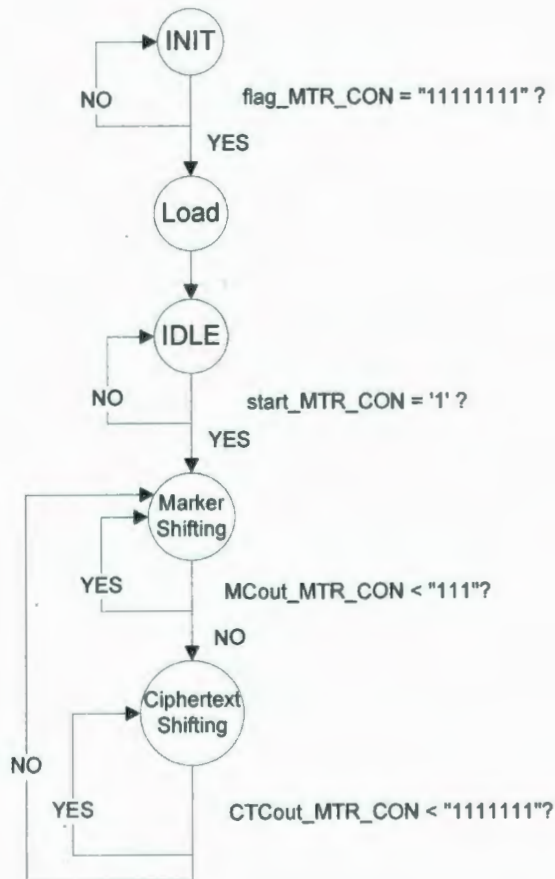 INIT
NO
flag_MTR_CON = "11111111" ?
YES
Load
IDLE
NO
start_MTR_CON = '1' ?
YES
Marker
Shifting
YES
MCout_MTR_CON < "111"?
NO
Ciphertext
Shifting
NO
YES
CTCout_MTR_CON < "1111111"?